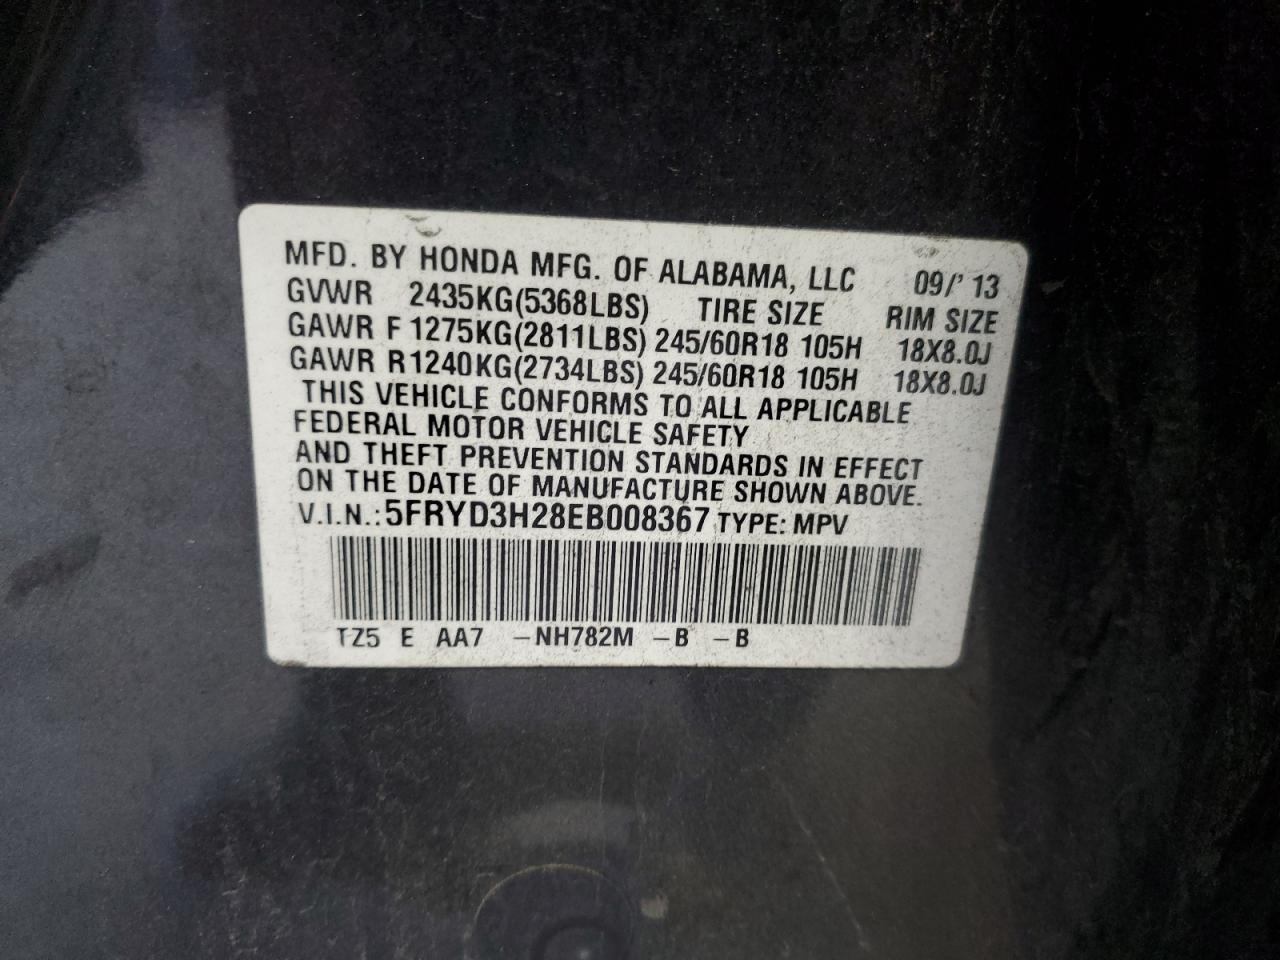 MFD. BY HONDA MFG. OF ALABAMA, LLC 09/' 13
GVWR 2435KG(5368LBS) TIRE SIZE RIM SIZE
GAWR F 1275KG(2811LBS) 245/60R18 105H 18X8.0J
GAWR R1240KG(2734LBS) 245/60R18 105H 18X8.0J
THIS VEHICLE CONFORMS TO ALL APPLICABLE
FEDERAL MOTOR VEHICLE SAFETY
AND THEFT PREVENTION STANDARDS IN EFFECT
ON THE DATE OF MANUFACTURE SHOWN ABOVE.
V.I.N.: 5FRYD3H28EB008367 TYPE: MPV
TZ5 E AA7 -NH782M -B -B